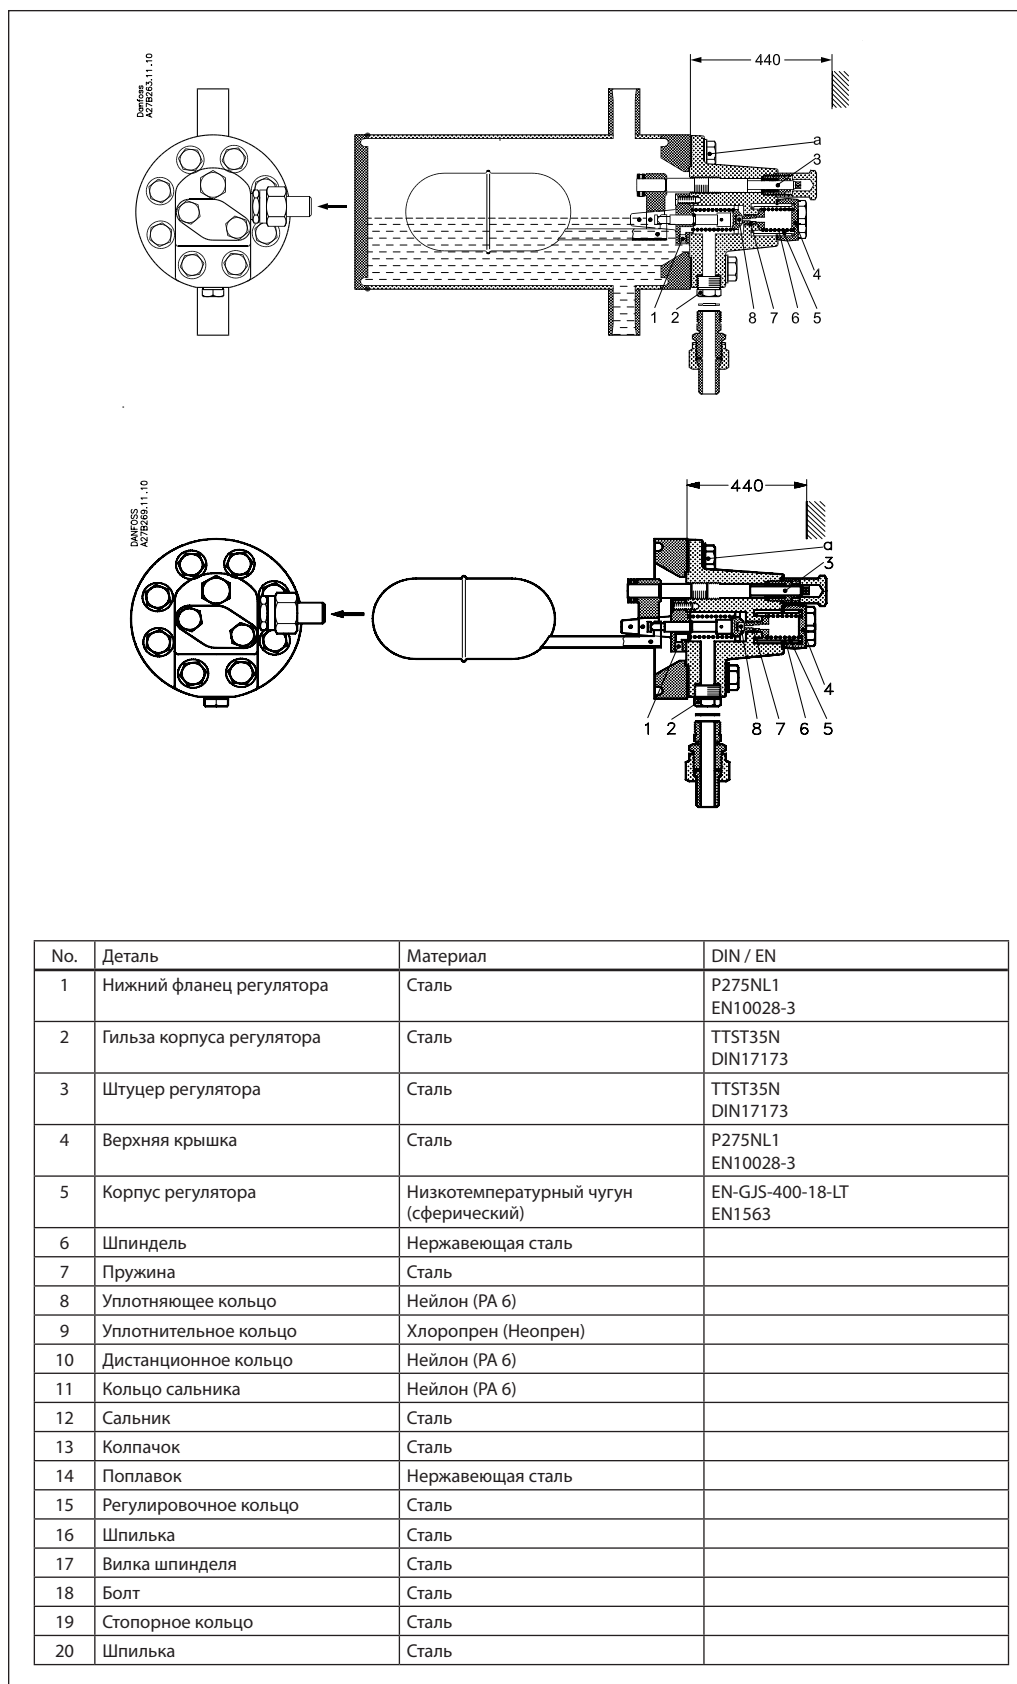 Danfoss
A27B263.11.10
440
a
3
4
1 2 8 7 6 5
DANFOSS
A27B269.11.10
440
a
3
4
1 2 8 7 6 5
No. Деталь Материал DIN / EN
1 Нижний фланец регулятора Сталь P275NL1
EN10028-3
2 Гильза корпуса регулятора Сталь TTST35N
DIN17173
3 Штуцер регулятора Сталь TTST35N
DIN17173
4 Верхняя крышка Сталь P275NL1
EN10028-3
5 Корпус регулятора Низкотемпературный чугун EN-GJS-400-18-LT
(сферический) EN1563
6 Шпиндель Нержавеющая сталь
7 Пружина Сталь
8 Уплотняющее кольцо Нейлон (PA 6)
9 Уплотнительное кольцо Хлоропрен (Неопрен)
10 Дистанционное кольцо Нейлон (PA 6)
11 Кольцо сальника Нейлон (PA 6)
12 Сальник Сталь
13 Колпачок Сталь
14 Поплавок Нержавеющая сталь
15 Регулировочное кольцо Сталь
16 Шпилька Сталь
17 Вилка шпинделя Сталь
18 Болт Сталь
19 Стопорное кольцо Сталь
20 Шпилька Сталь